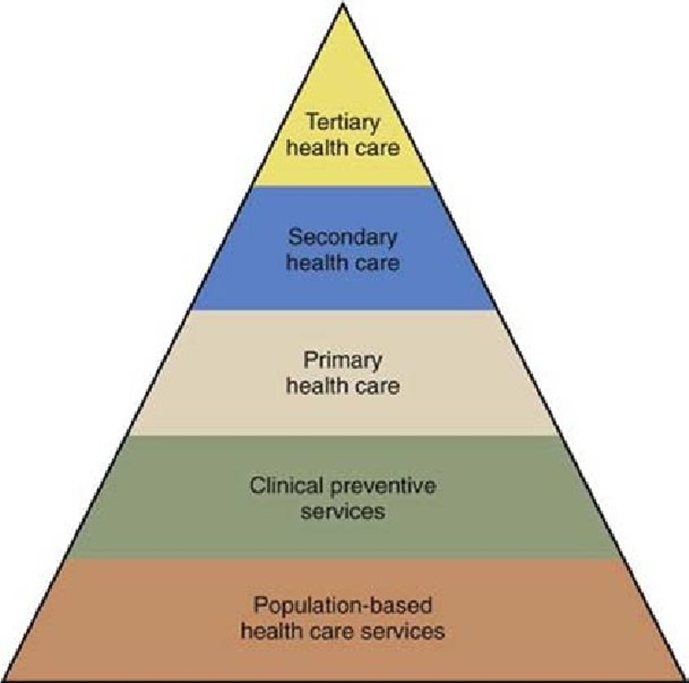 Tertiary
health care
Secondary
health care
Primary
health care
Clinical preventive
services
Population-based
health care services